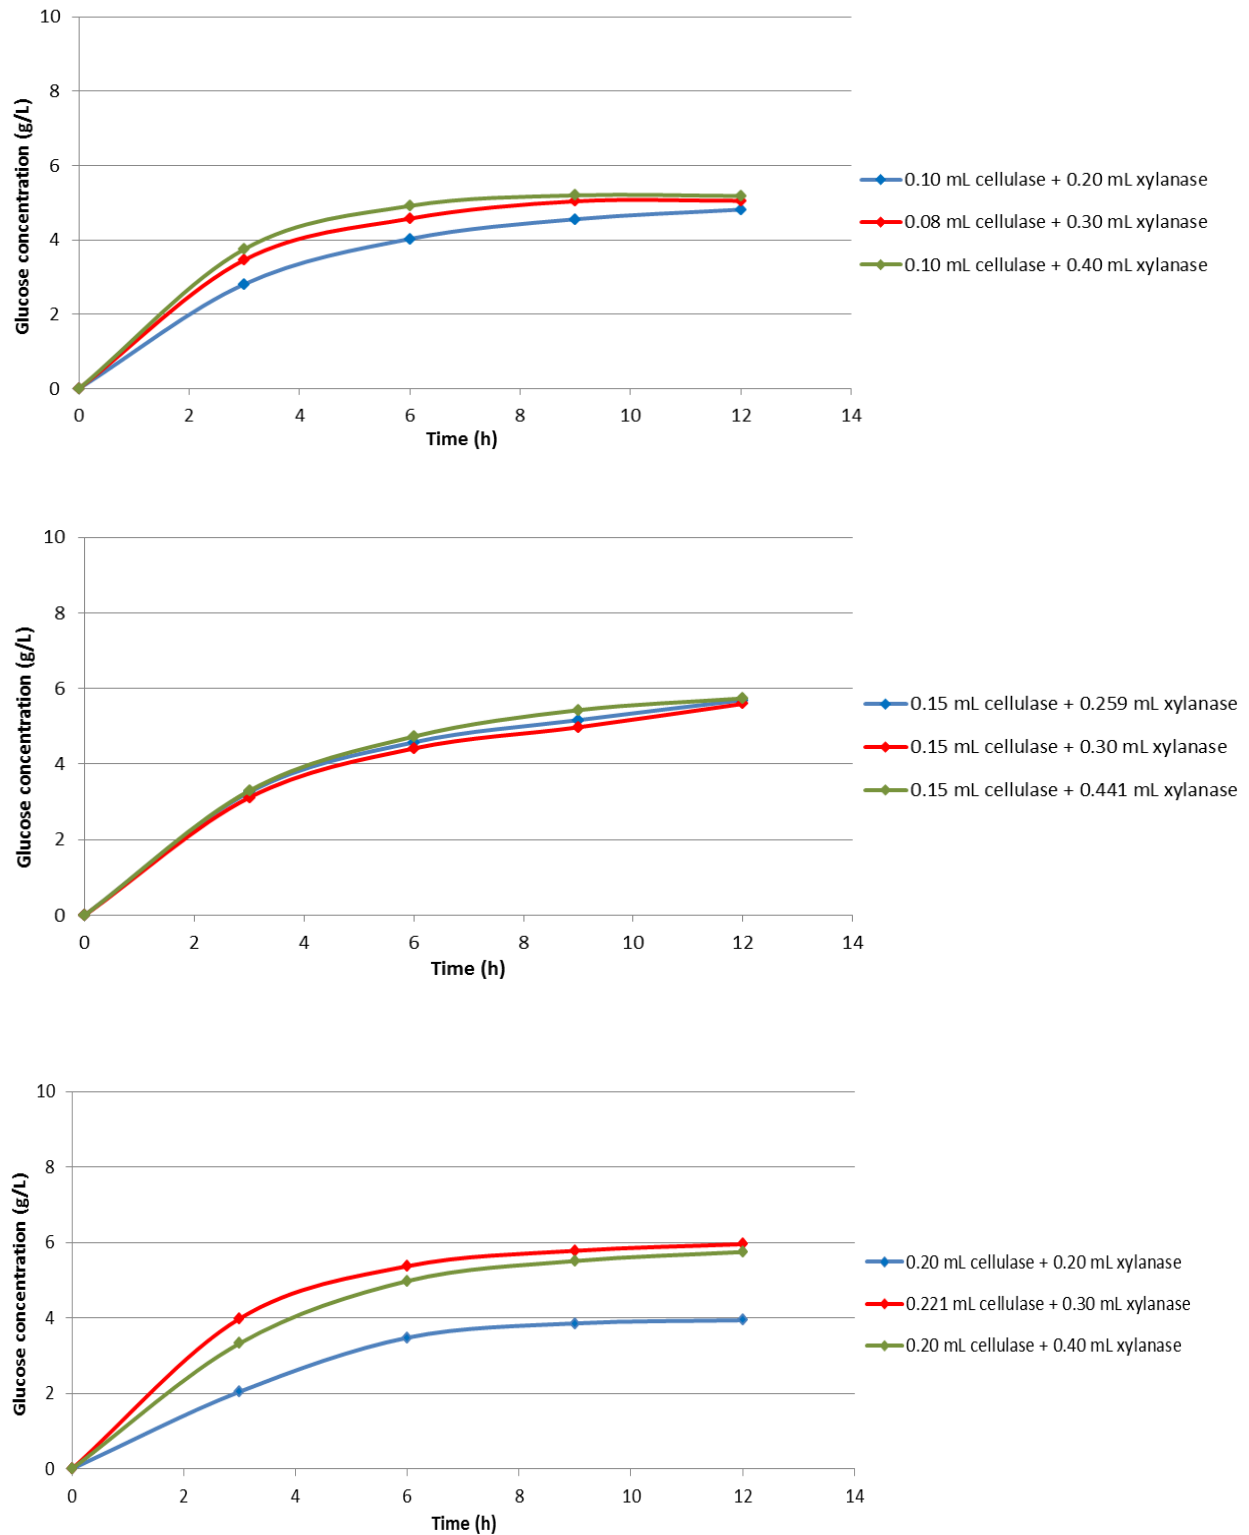 10
8
6
4
2
0
Glucose concentration (g/L)
0 2 4 6 8 10 12 14
Time (h)
0.10 mL cellulase + 0.20 mL xylanase
0.08 mL cellulase + 0.30 mL xylanase
0.10 mL cellulase + 0.40 mL xylanase
10
8
6
4
2
0
Glucose concentration (g/L)
0 2 4 6 8 10 12 14
Time (h)
0.15 mL cellulase + 0.259 mL xylanase
0.15 mL cellulase + 0.30 mL xylanase
0.15 mL cellulase + 0.441 mL xylanase
10
8
6
4
2
0
Glucose concentration (g/L)
0 2 4 6 8 10 12 14
Time (h)
0.20 mL cellulase + 0.20 mL xylanase
0.221 mL cellulase + 0.30 mL xylanase
0.20 mL cellulase + 0.40 mL xylanase